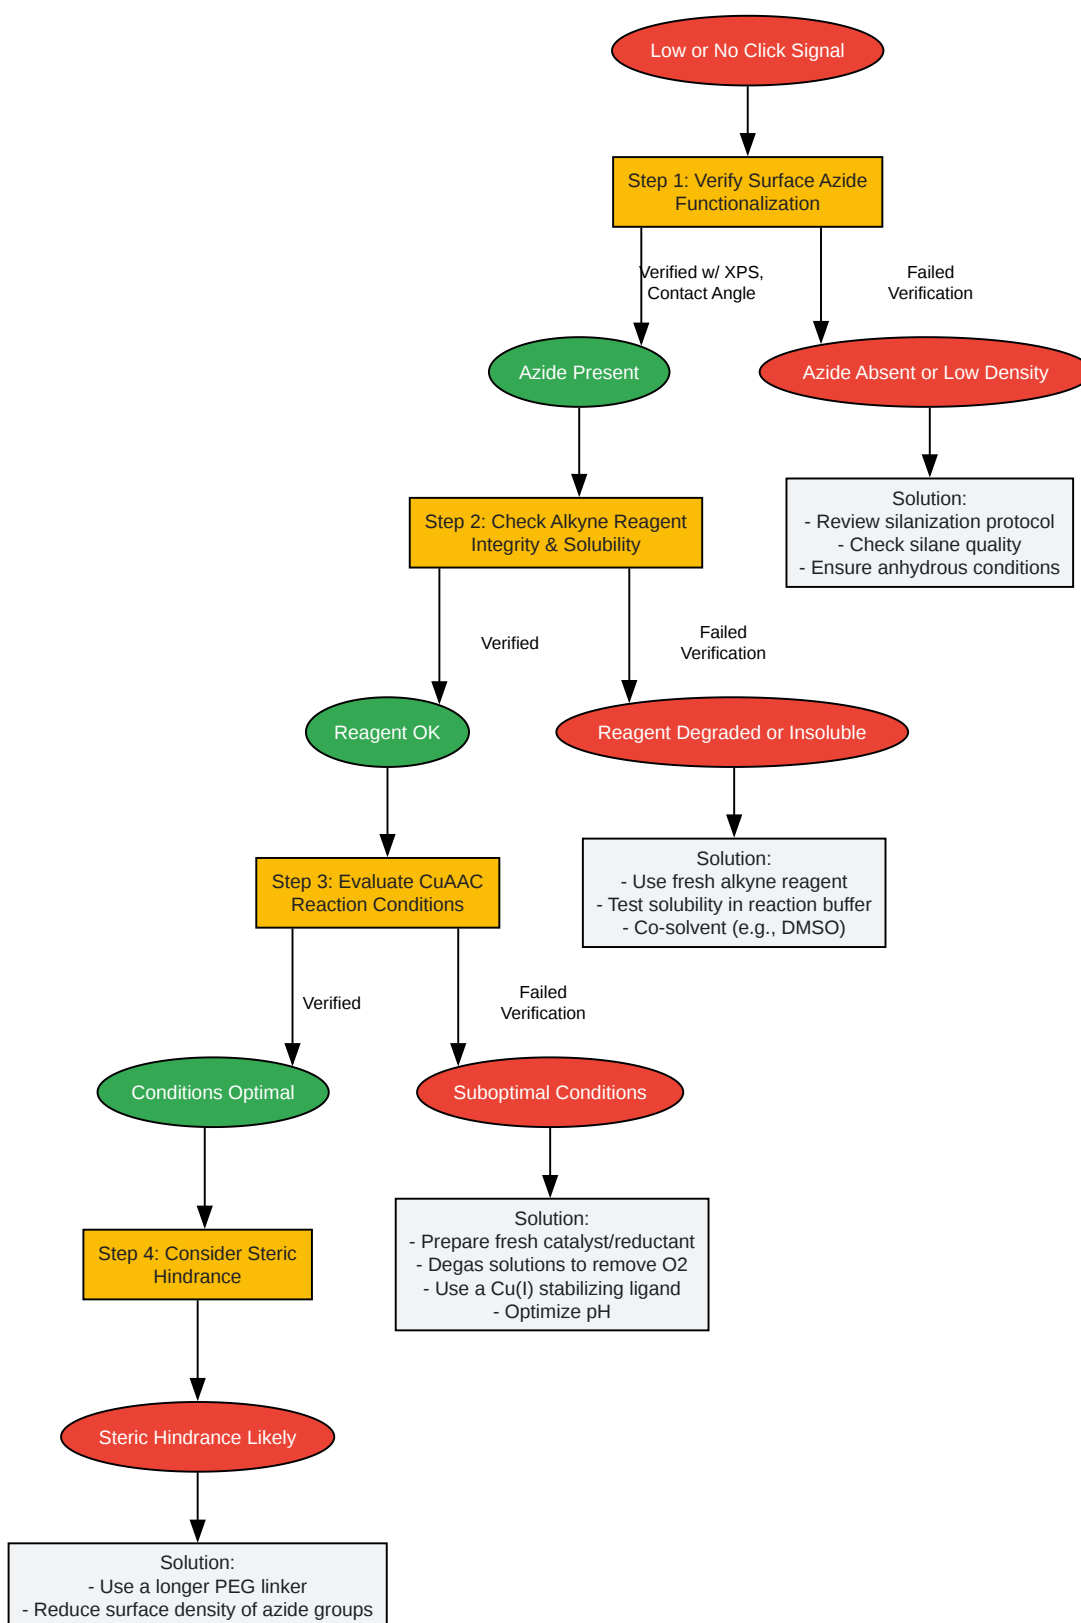 Low or No Click Signal
Step 1: Verify Surface Azide
Functionalization
Verified w/ XPS,
Contact Angle
Failed
Verification
Azide Present
Azide Absent or Low Density
Solution:
- Review silanization protocol
- Check silane quality
- Ensure anhydrous conditions
Step 2: Check Alkyne Reagent
Integrity & Solubility
Verified
Failed
Verification
Reagent OK
Reagent Degraded or Insoluble
Solution:
- Use fresh alkyne reagent
- Test solubility in reaction buffer
- Co-solvent (e.g., DMSO)
Step 3: Evaluate CuAAC
Reaction Conditions
Verified
Failed
Verification
Conditions Optimal
Suboptimal Conditions
Solution:
- Prepare fresh catalyst/reductant
- Degas solutions to remove O2
- Use a Cu(I) stabilizing ligand
- Optimize pH
Step 4: Consider Steric
Hindrance
Steric Hindrance Likely
Solution:
- Use a longer PEG linker
- Reduce surface density of azide groups